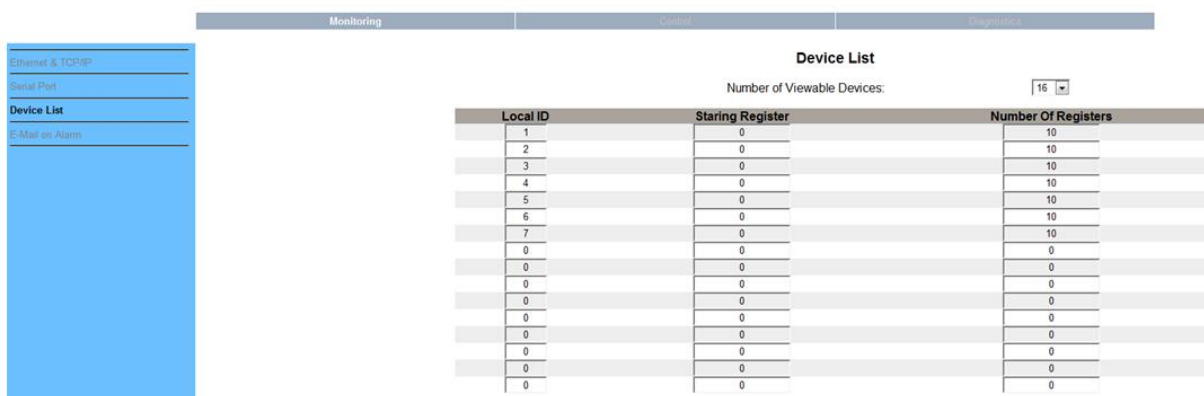 Monitoring Control Diagnostics
Ethernet & TCP/IP
Serial Port
Device List
E-Mail on Alarm
Device List
Number of Viewable Devices: 16
Local ID Staring Register Number Of Registers
1 0 10
2 0 10
3 0 10
4 0 10
5 0 10
6 0 10
7 0 10
0 0 0
0 0 0
0 0 0
0 0 0
0 0 0
0 0 0
0 0 0
0 0 0
0 0 0